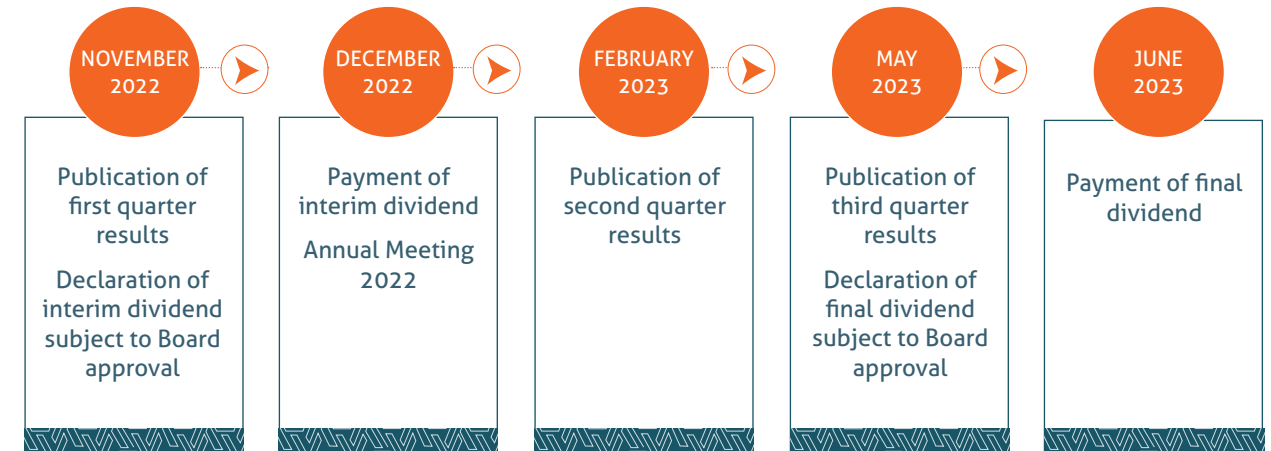 NOVEMBER
2022
Publication of
first quarter
results
Declaration of
interim dividend
subject to Board
approval
DECEMBER
2022
Payment of
interim dividend
Annual Meeting
2022
FEBRUARY
2023
Publication of
second quarter
results
MAY
2023
Publication of
third quarter
results
Declaration of
final dividend
subject to Board
approval
JUNE
2023
Payment of final
dividend